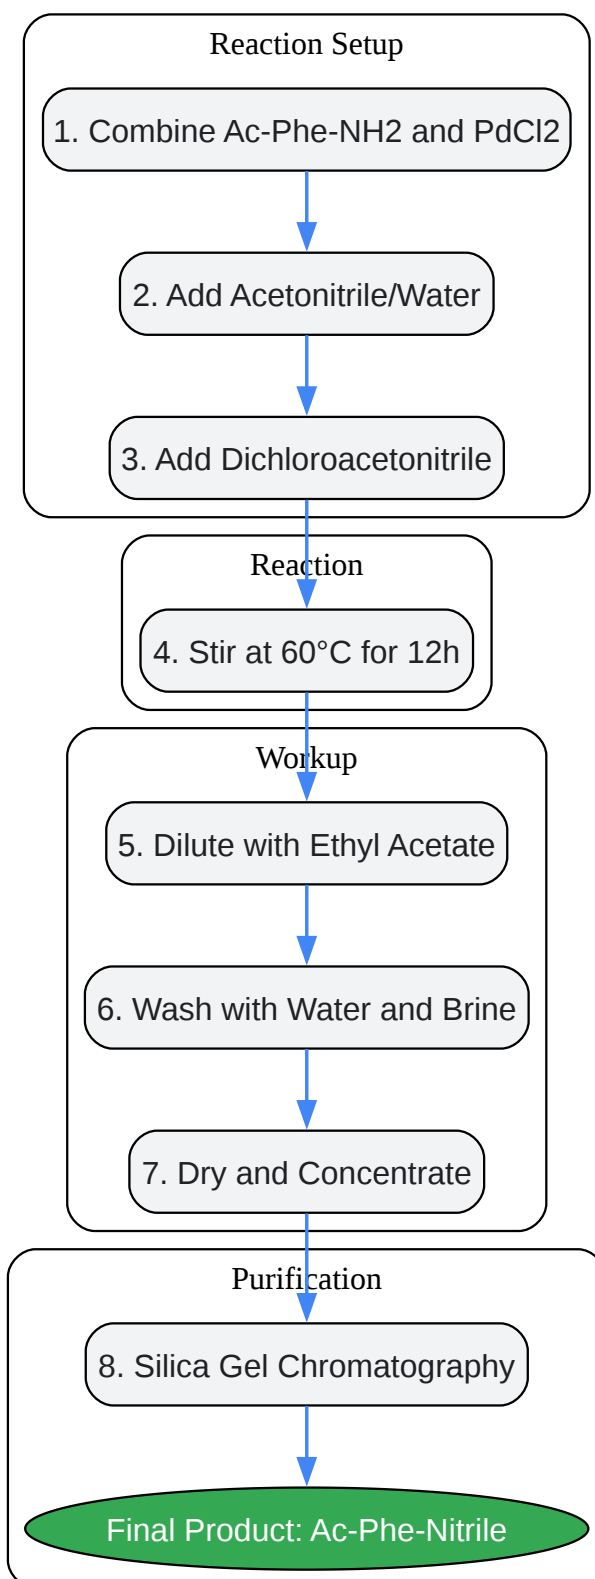 Reaction Setup
1. Combine Ac-Phe-NH2 and PdCl2
2. Add Acetonitrile/Water
3. Add Dichloroacetonitrile
Reaction
4. Stir at 60°C for 12h
Workup
5. Dilute with Ethyl Acetate
6. Wash with Water and Brine
7. Dry and Concentrate
Purification
8. Silica Gel Chromatography
Final Product: Ac-Phe-Nitrile